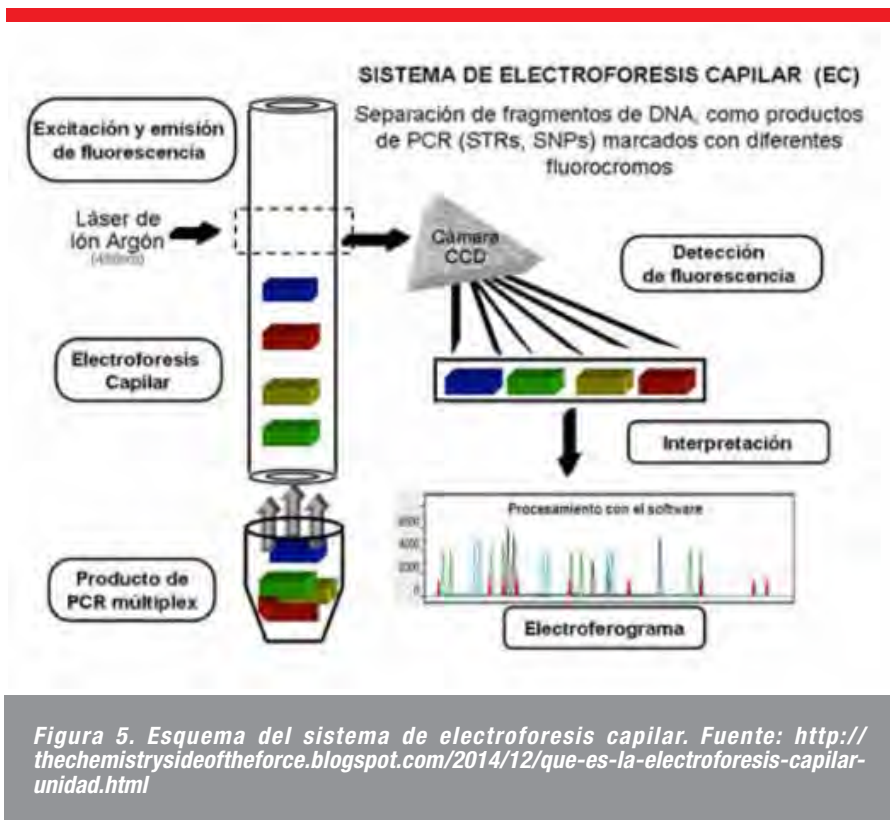 SISTEMA DE ELECTROFORESIS CAPILAR (EC)
Separación de fragmentos de DNA, como productos
de PCR (STRs, SNPs) marcados con diferentes
fluorocromos
Excitación y emisión
de fluorescencia
Láser de
Ión Argón
Cámara
CCD
Detección
de fluorescencia
Electroforesis
Capilar
Interpretación
Procesamiento con el software
4000
2000
0
Producto de
PCR múltiplex
Electroferograma
Figura 5. Esquema del sistema de electroforesis capilar. Fuente: http://
thechemistrysideoftheforce.blogspot.com/2014/12/que-es-la-electroforesis-capilar-
unidad.html